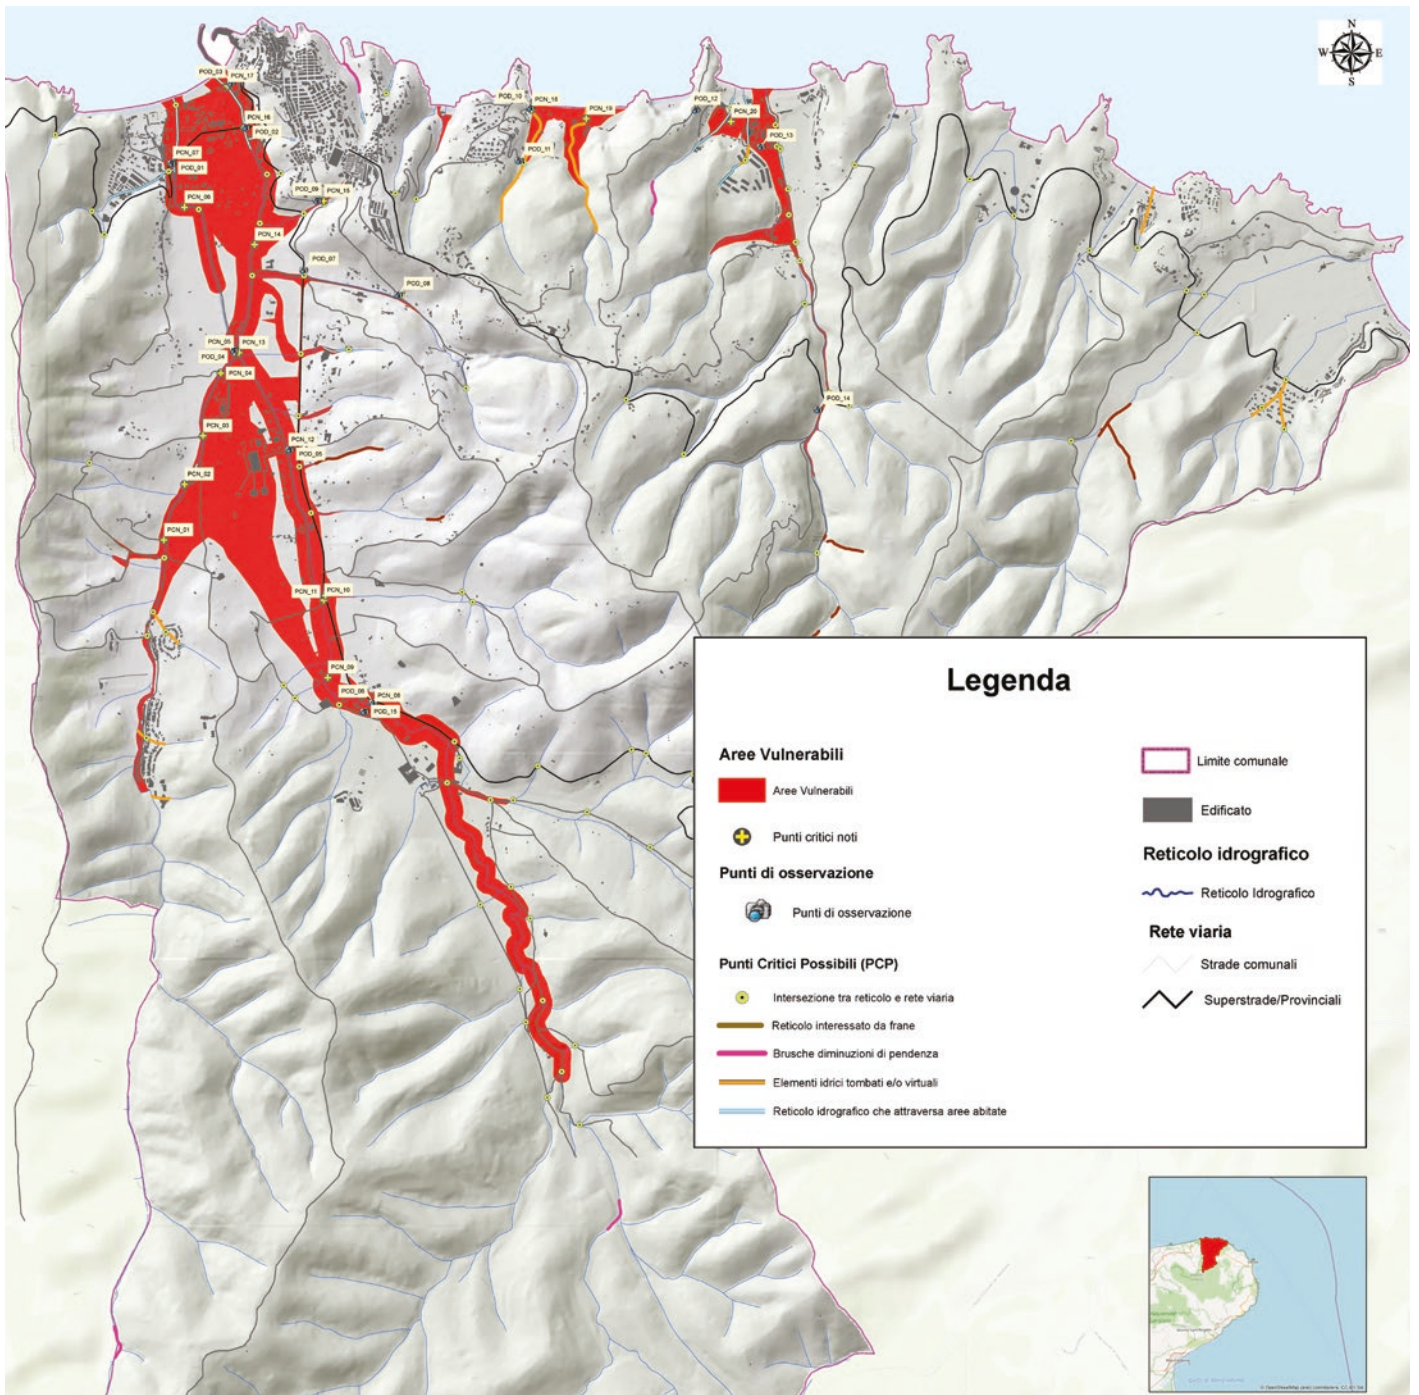 N
W E
S
POD_03
PCN_17
PCN_16
POD_02
PCN_07
POD_01
PCN_06
POD_09
PCN_15
PCN_14
POD_07
POD_08
PCN_05
PCN_13
POD_04
PCN_04
PCN_03
PCN_12
POD_05
PCN_02
PCN_01
PCN_11
PCN_10
PCN_09
POD_06
PCN_08
POD_15
POD_10
PCN_18
PCN_19
POD_11
POD_12
PCN_20
POD_13
POD_14
Legenda
Aree Vulnerabili
Aree Vulnerabili
Punti critici noti
Punti di osservazione
Punti di osservazione
Punti Critici Possibili (PCP)
Intersezione tra reticolo e rete viaria
Reticolo interessato da frane
Brusche diminuzioni di pendenza
Elementi idrici tombati e/o virtuali
Reticolo idrografico che attraversa aree abitate
Limite comunale
Edificato
Reticolo idrografico
Reticolo Idrografico
Rete viaria
Strade comunali
Superstrade/Provinciali